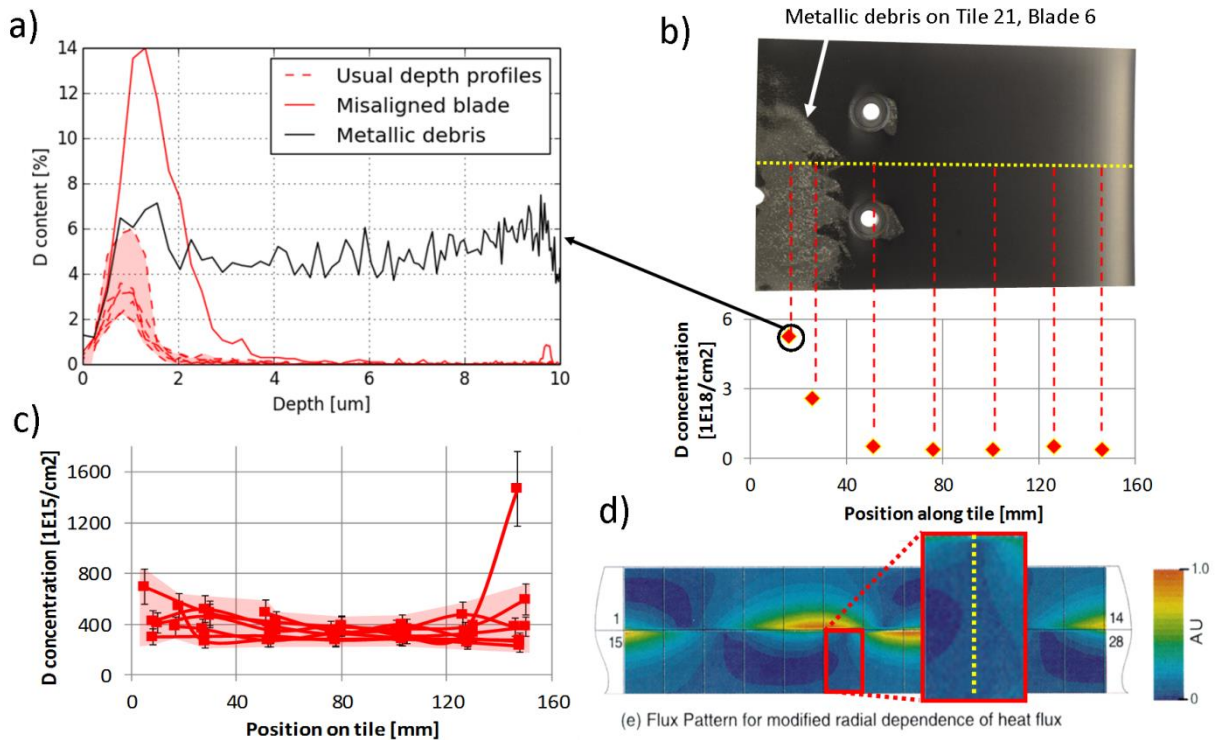 a)
14
12
10
8
6
4
2
0
D content [%]
Usual depth profiles
Misaligned blade
Metallic debris
0 2 4 6 8 10
Depth [um]
b)
Metallic debris on Tile 21, Blade 6
6
3
0
D concentration
[1E18/cm2]
0 40 80 120 160
Position along tile [mm]
c)
1600
1200
800
400
0
D concentration [1E15/cm2]
0 40 80 120 160
Position on tile [mm]
d)
1 14
15 28
1.0
AU
0
(e) Flux Pattern for modified radial dependence of heat flux